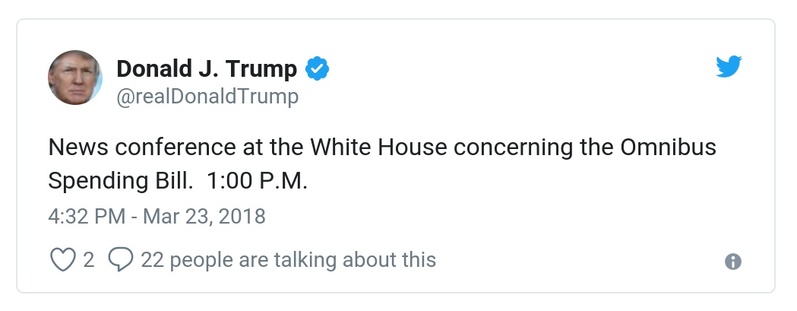 Donald J. Trump
@realDonaldTrump
News conference at the White House concerning the Omnibus
Spending Bill.  1:00 P.M.
4:32 PM - Mar 23, 2018
2 22 people are talking about this